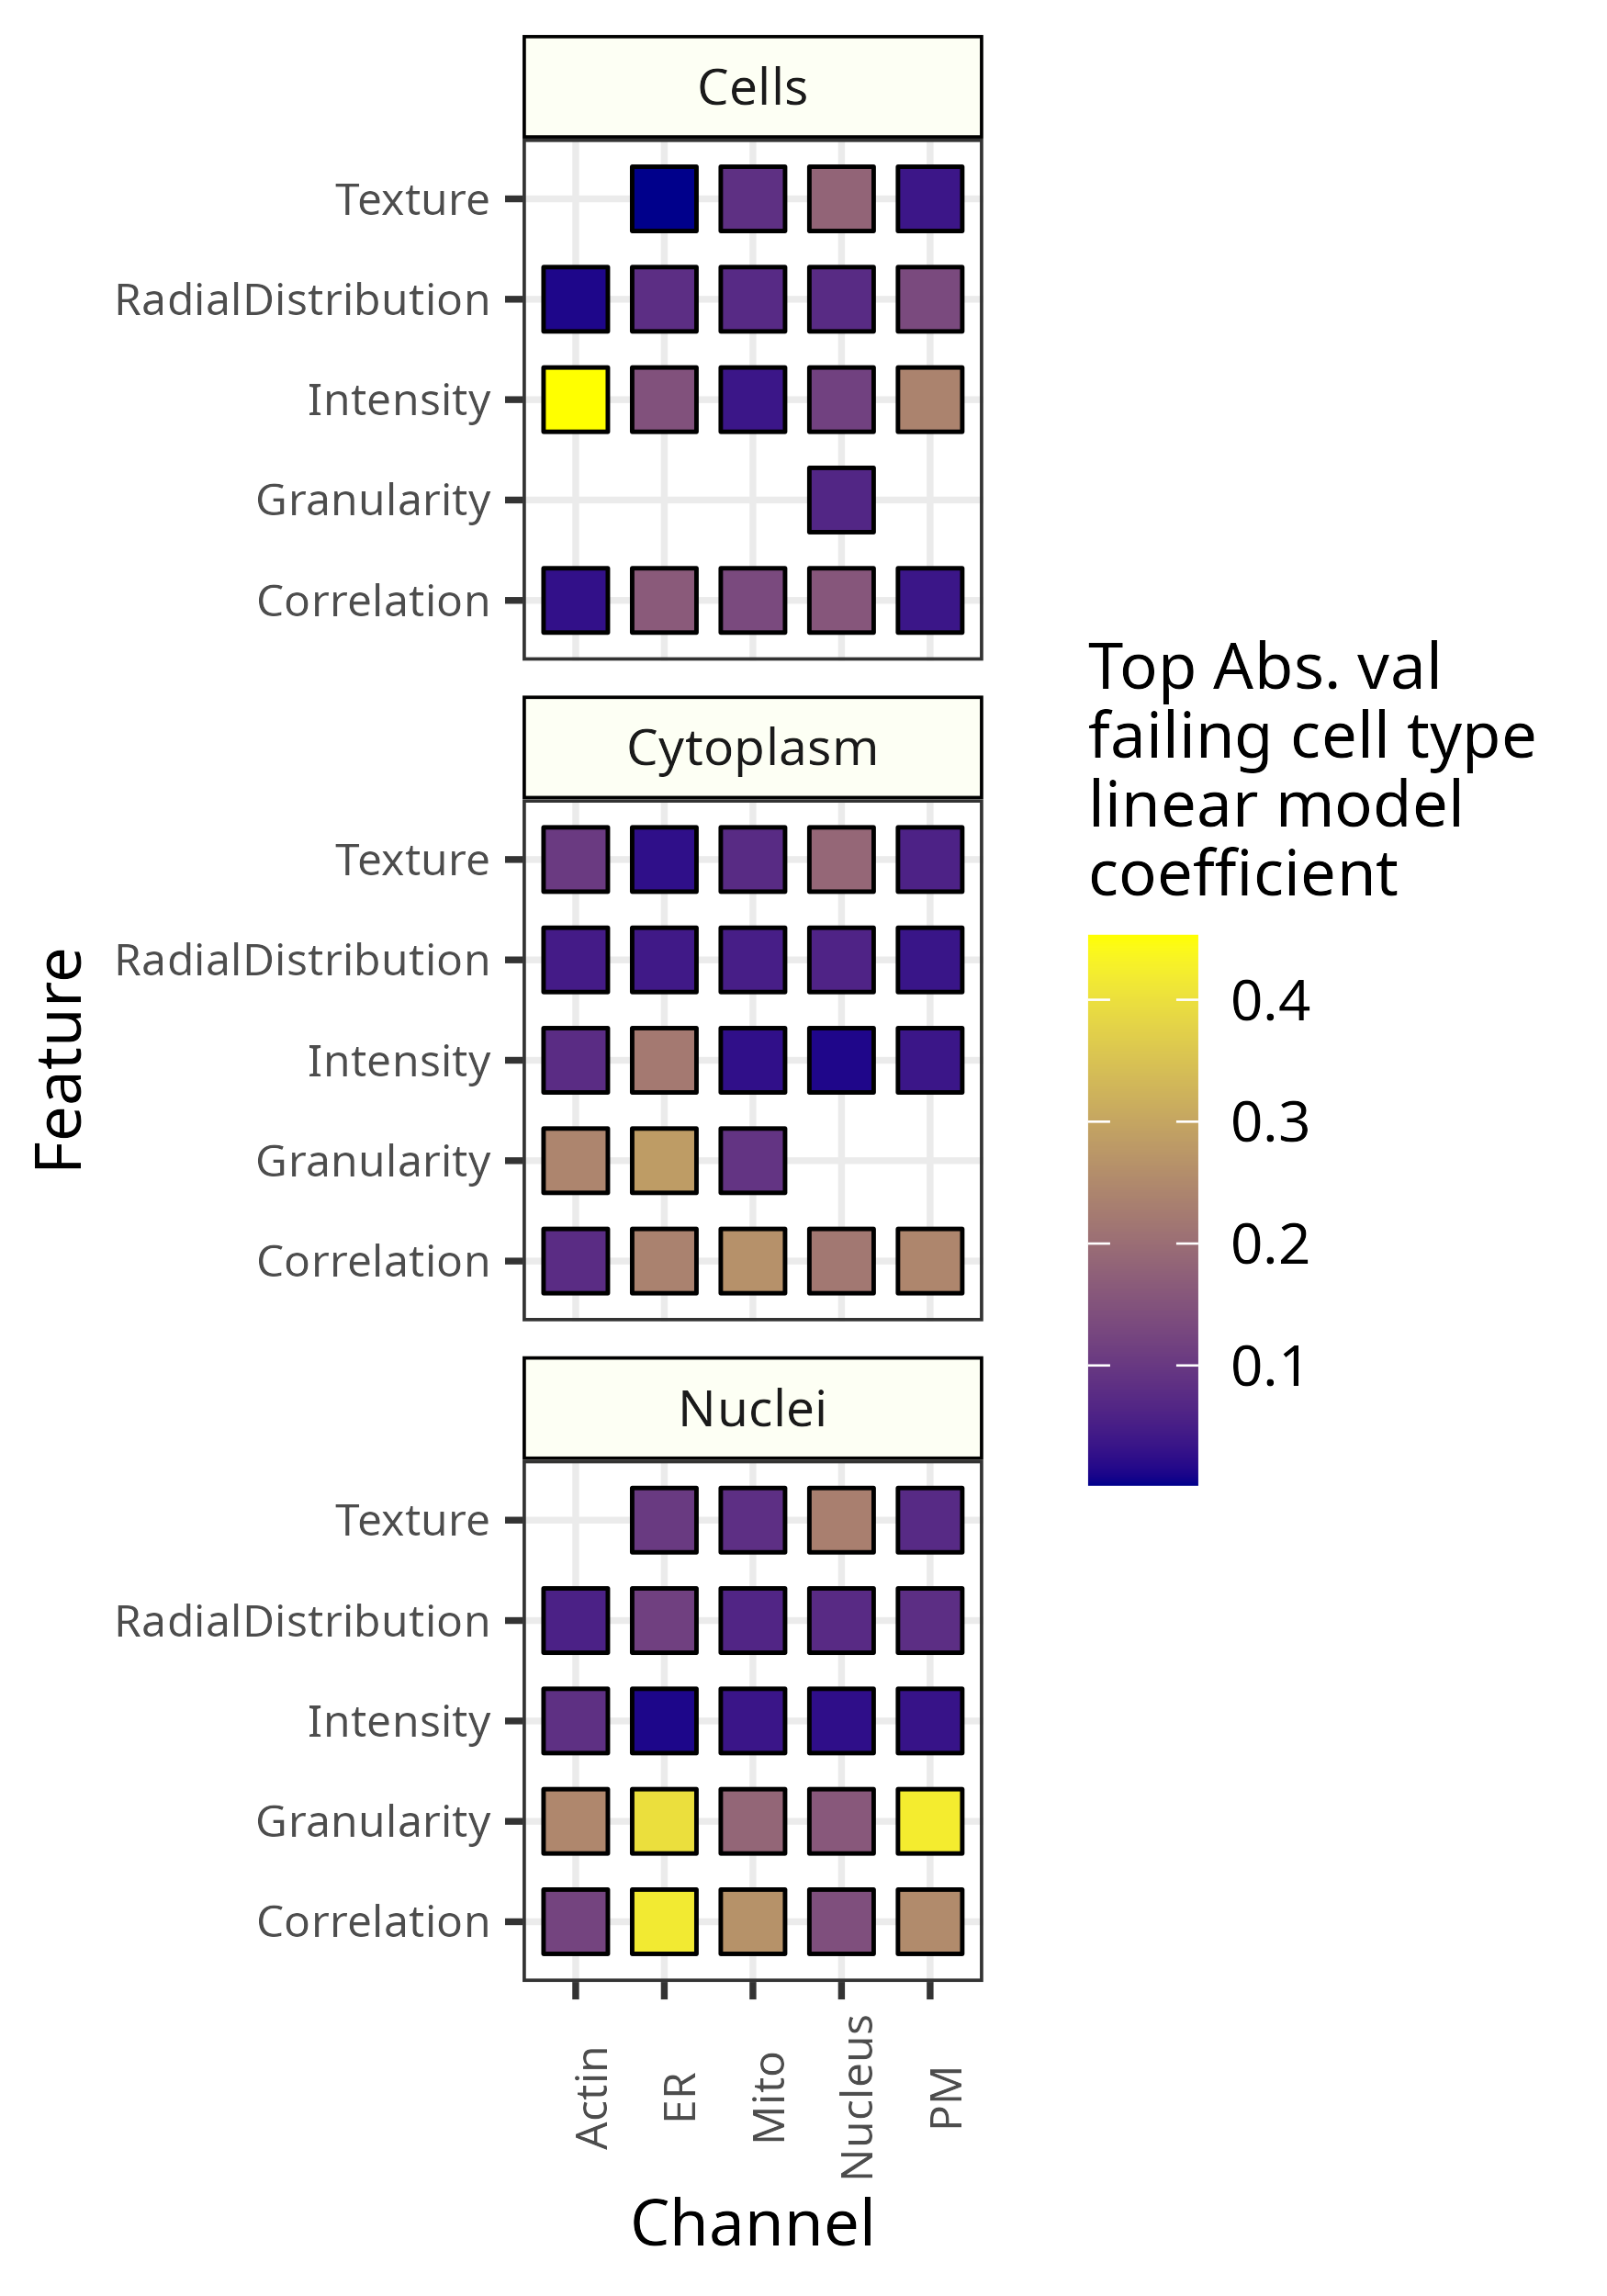 Cells
Texture
RadialDistribution
Intensity
Granularity
Correlation
Cytoplasm
Texture
RadialDistribution
Intensity
Granularity
Correlation
Nuclei
Texture
RadialDistribution
Intensity
Granularity
Correlation
Actin
ER
Mito
Nucleus
PM
Channel
Feature
Top Abs. val
failing cell type
linear model
coefficient
0.4
0.3
0.2
0.1